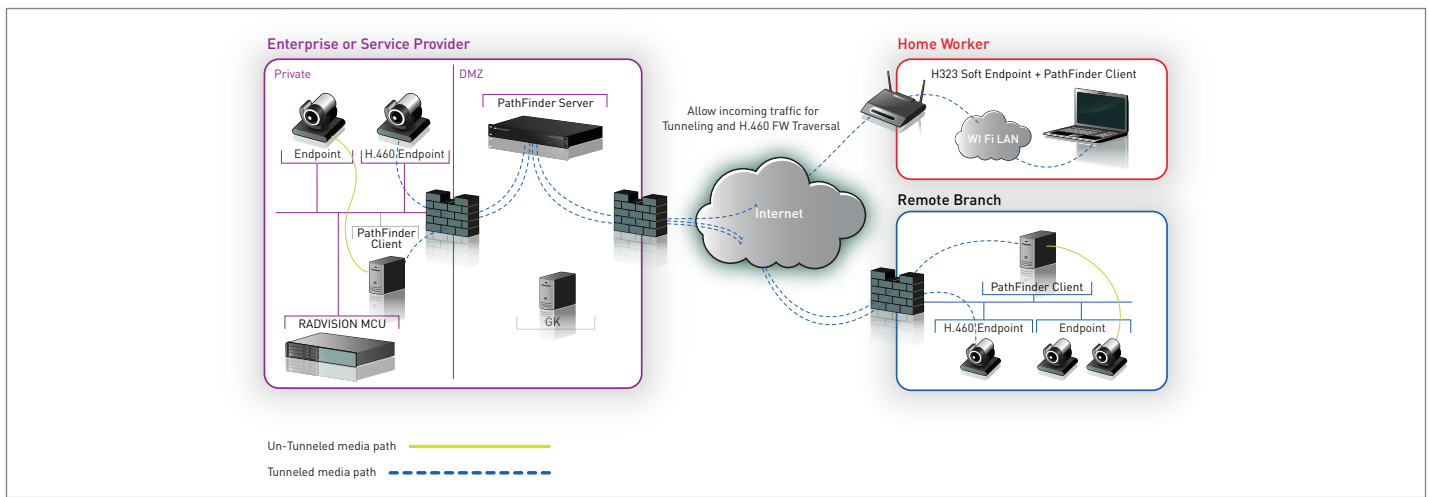 Enterprise or Service Provider
Private
DMZ
PathFinder Server
Endpoint
H.460 Endpoint
PathFinder
Client
RADVISION MCU
GK
Allow incoming traffic for
Tunneling and H.460 FW Traversal
Internet
Home Worker
H323 Soft Endpoint + PathFinder Client
WI Fi LAN
Remote Branch
PathFinder Client
H.460 Endpoint
Endpoint
Un-Tunneled media path
Tunneled media path